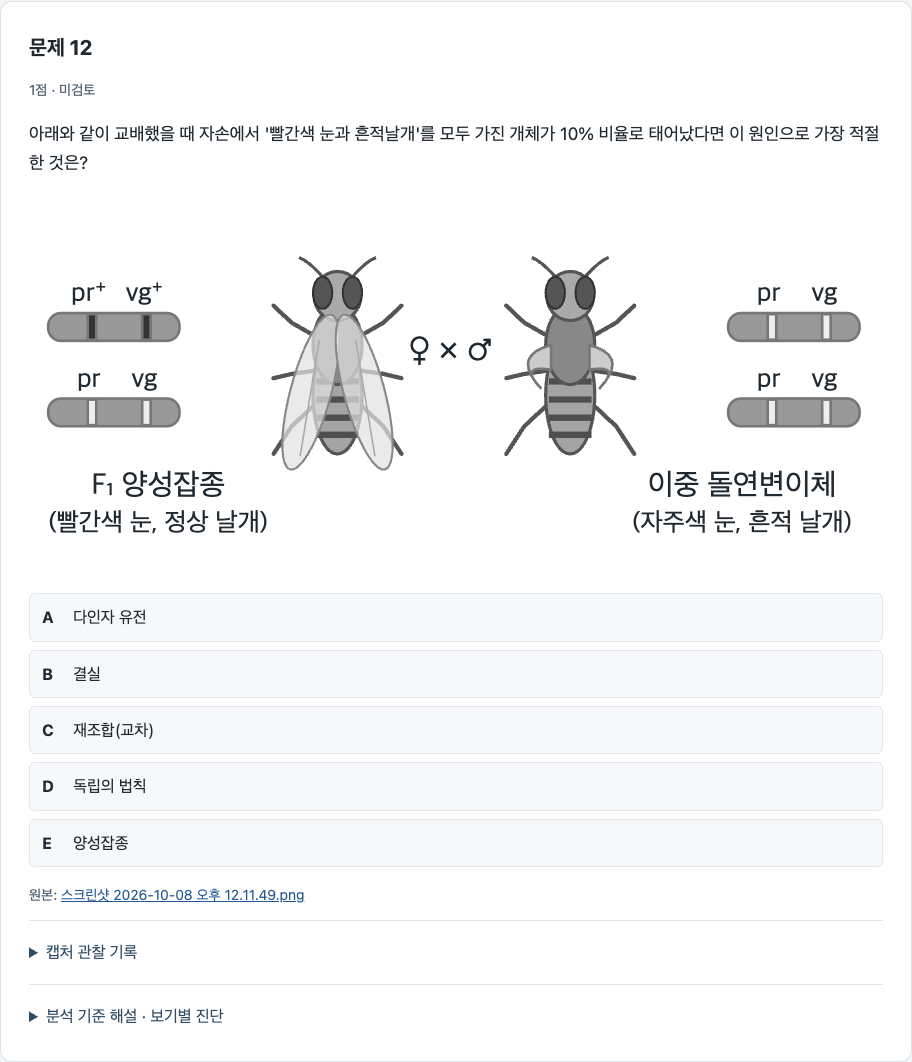 문제 12
1점 · 미검토
아래와 같이 교배했을 때 자손에서 '빨간색 눈과 흔적날개'를 모두 가진 개체가 10% 비율로 태어났다면 이 원인으로 가장 적절
한 것은?
pr⁺ vg⁺
pr vg
♀ × ♂
pr vg
pr vg
F₁ 양성잡종
(빨간색 눈, 정상 날개)
이중 돌연변이체
(자주색 눈, 흔적 날개)
A 다인자 유전
B 결실
C 재조합(교차)
D 독립의 법칙
E 양성잡종
원본: 스크린샷 2026-10-08 오후 12.11.49.png
▶ 캡처 관찰 기록
▶ 분석 기준 해설 · 보기별 진단